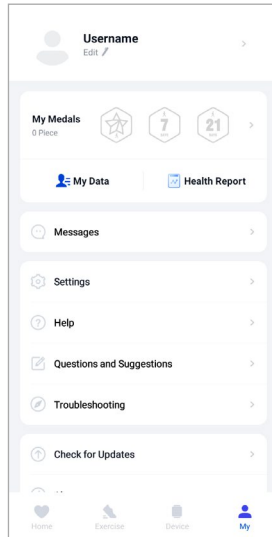 Username
Edit
My Medals
0 Piece
7
21
My Data
Health Report
Messages
Settings
Help
Questions and Suggestions
Troubleshooting
Check for Updates
Home
Exercise
Device
My